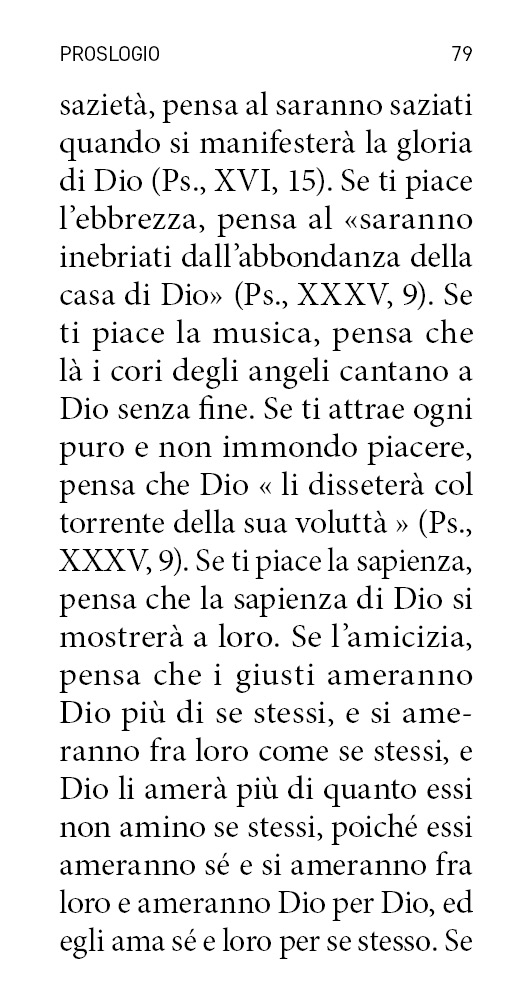 PROSLOGIO 79
sazietà, pensa al saranno saziati
quando si manifesterà la gloria
di Dio (Ps., XVI, 15). Se ti piace
l’ebbrezza, pensa al «saranno
inebriati dall’abbondanza della
casa di Dio» (Ps., XXXV, 9). Se
ti piace la musica, pensa che
là i cori degli angeli cantano a
Dio senza fine. Se ti attrae ogni
puro e non immondo piacere,
pensa che Dio « li disseterà col
torrente della sua voluttà » (Ps.,
XXXV, 9). Se ti piace la sapienza,
pensa che la sapienza di Dio si
mostrerà a loro. Se l’amicizia,
pensa che i giusti ameranno
Dio più di se stessi, e si ame-
ranno fra loro come se stessi, e
Dio li amerà più di quanto essi
non amino se stessi, poiché essi
ameranno sé e si ameranno fra
loro e ameranno Dio per Dio, ed
egli ama sé e loro per se stesso. Se